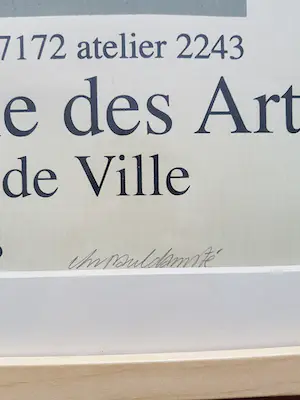 7172 atelier 2243
e des Art
de Ville